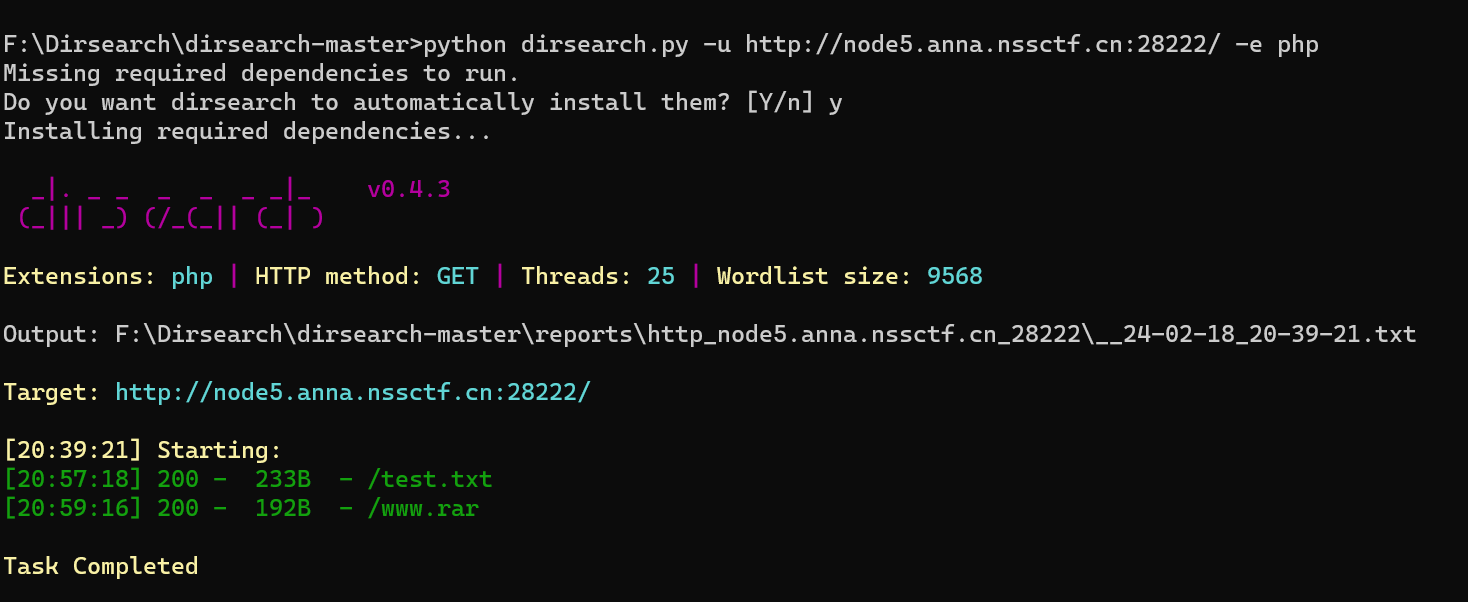 F:\Dirsearch\dirsearch-master>python dirsearch.py -u http://node5.anna.nssctf.cn:28222/ -e php
Missing required dependencies to run.
Do you want dirsearch to automatically install them? [Y/n] y
Installing required dependencies...
  _|. _ _  _  _  _ _|_    v0.4.3
 (_||| _) (/_(_|| (_| )
Extensions: php | HTTP method: GET | Threads: 25 | Wordlist size: 9568
Output: F:\Dirsearch\dirsearch-master\reports\http_node5.anna.nssctf.cn_28222\__24-02-18_20-39-21.txt
Target: http://node5.anna.nssctf.cn:28222/
[20:39:21] Starting:
[20:57:18] 200 -  233B  - /test.txt
[20:59:16] 200 -  192B  - /www.rar
Task Completed